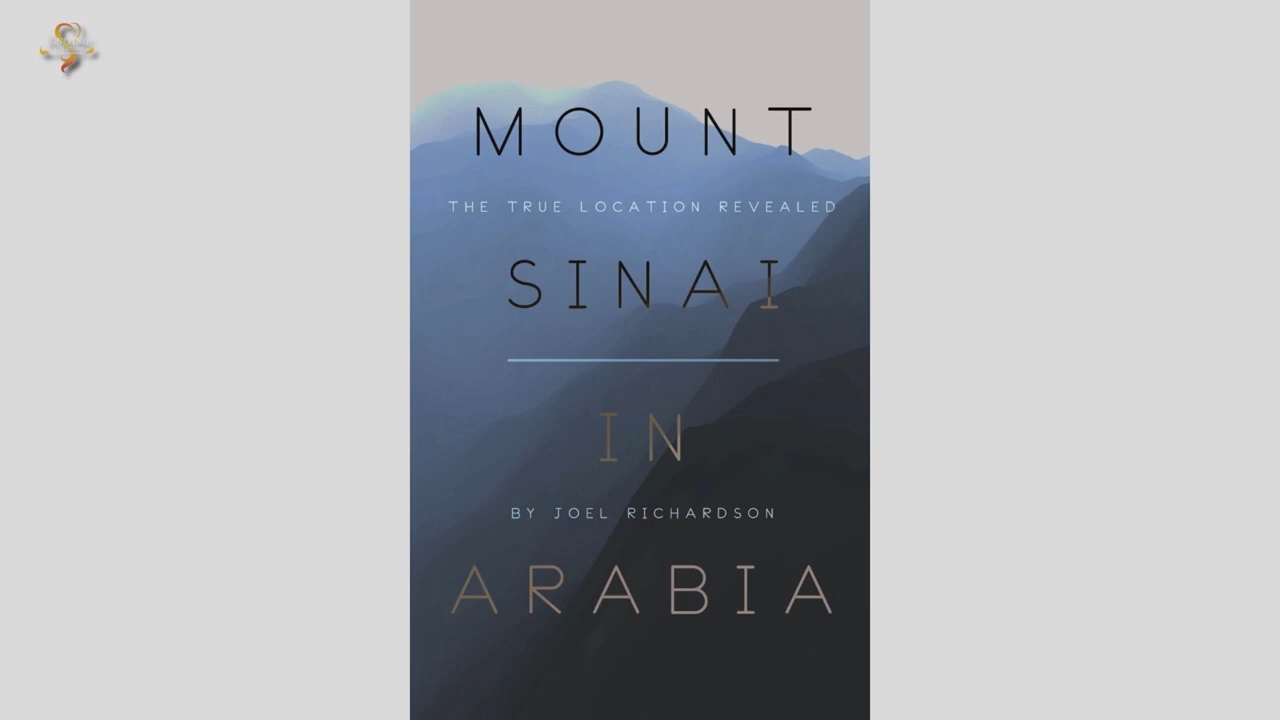 MOUNT
THE TRUE LOCATION REVEALED
SINAI
IN
BY JOEL RICHARDSON
ARABIA